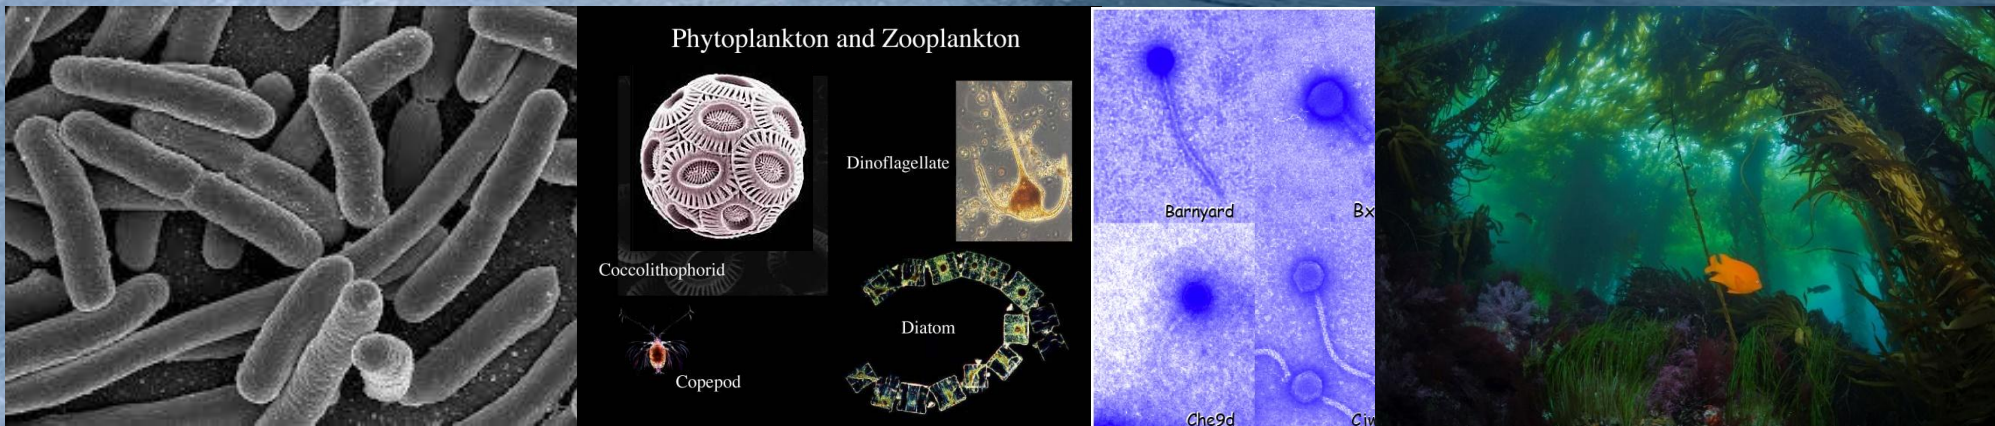 Phytoplankton and Zooplankton
Dinoflagellate
Coccolithophorid
Diatom
Copepod
Barnyard
Bx
Che9d